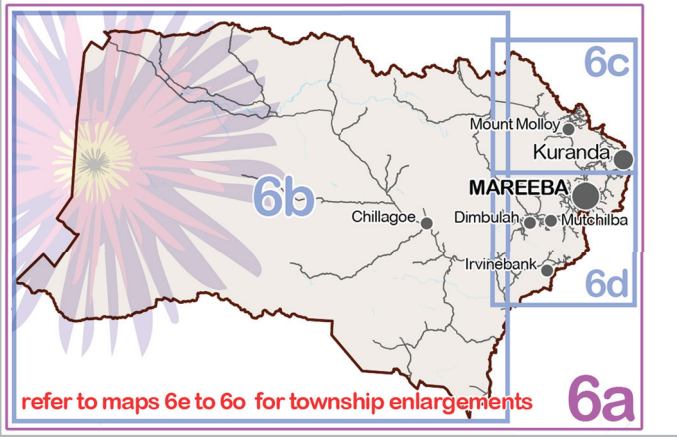 6c
Mount Molloy
Kuranda
MAREEBA
6b
Chillagoe
Dimbulah
Mutchilba
Irvinebank
6d
refer to maps 6e to 6o for township enlargements
6a